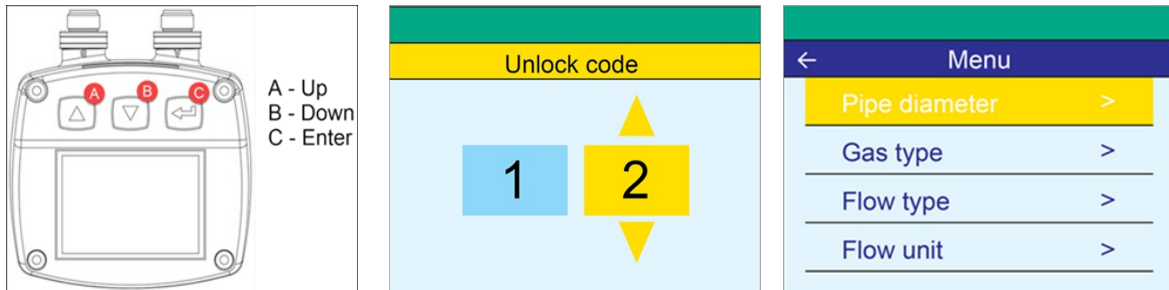 A
B
C
A - Up
B - Down
C - Enter
Unlock code
1
2
← Menu
Pipe diameter >
Gas type >
Flow type >
Flow unit >